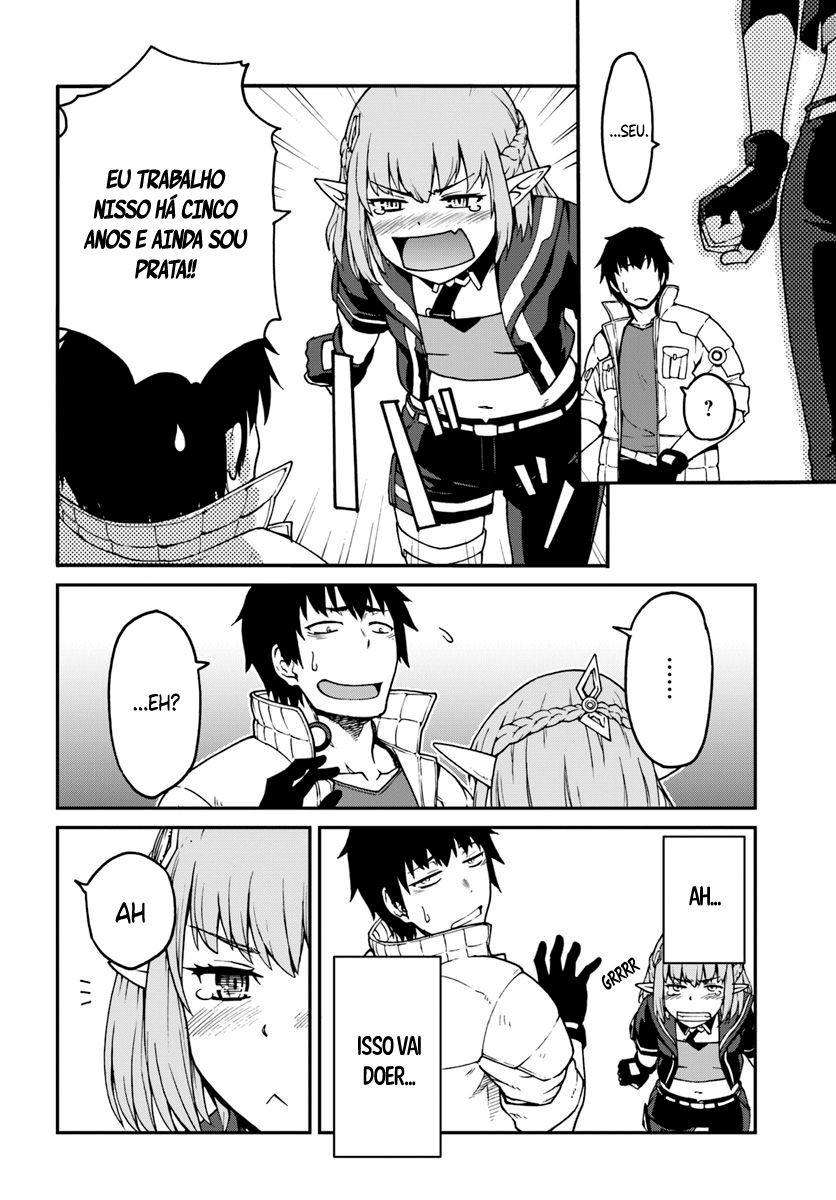 ...SEU.
?
EU TRABALHO
NISSO HÁ CINCO
ANOS E AINDA SOU
PRATA!!
......
...EH?
AH...
GRRRR
ISSO VAI
DOER...
AH